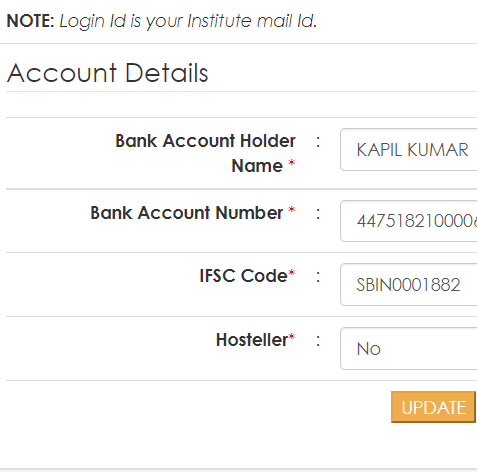 NOTE: Login Id is your Institute mail Id.
Account Details
Bank Account Holder : KAPIL KUMAR
Name *
Bank Account Number * : 447518210000
IFSC Code* : SBIN0001882
Hosteller* : No
UPDATE